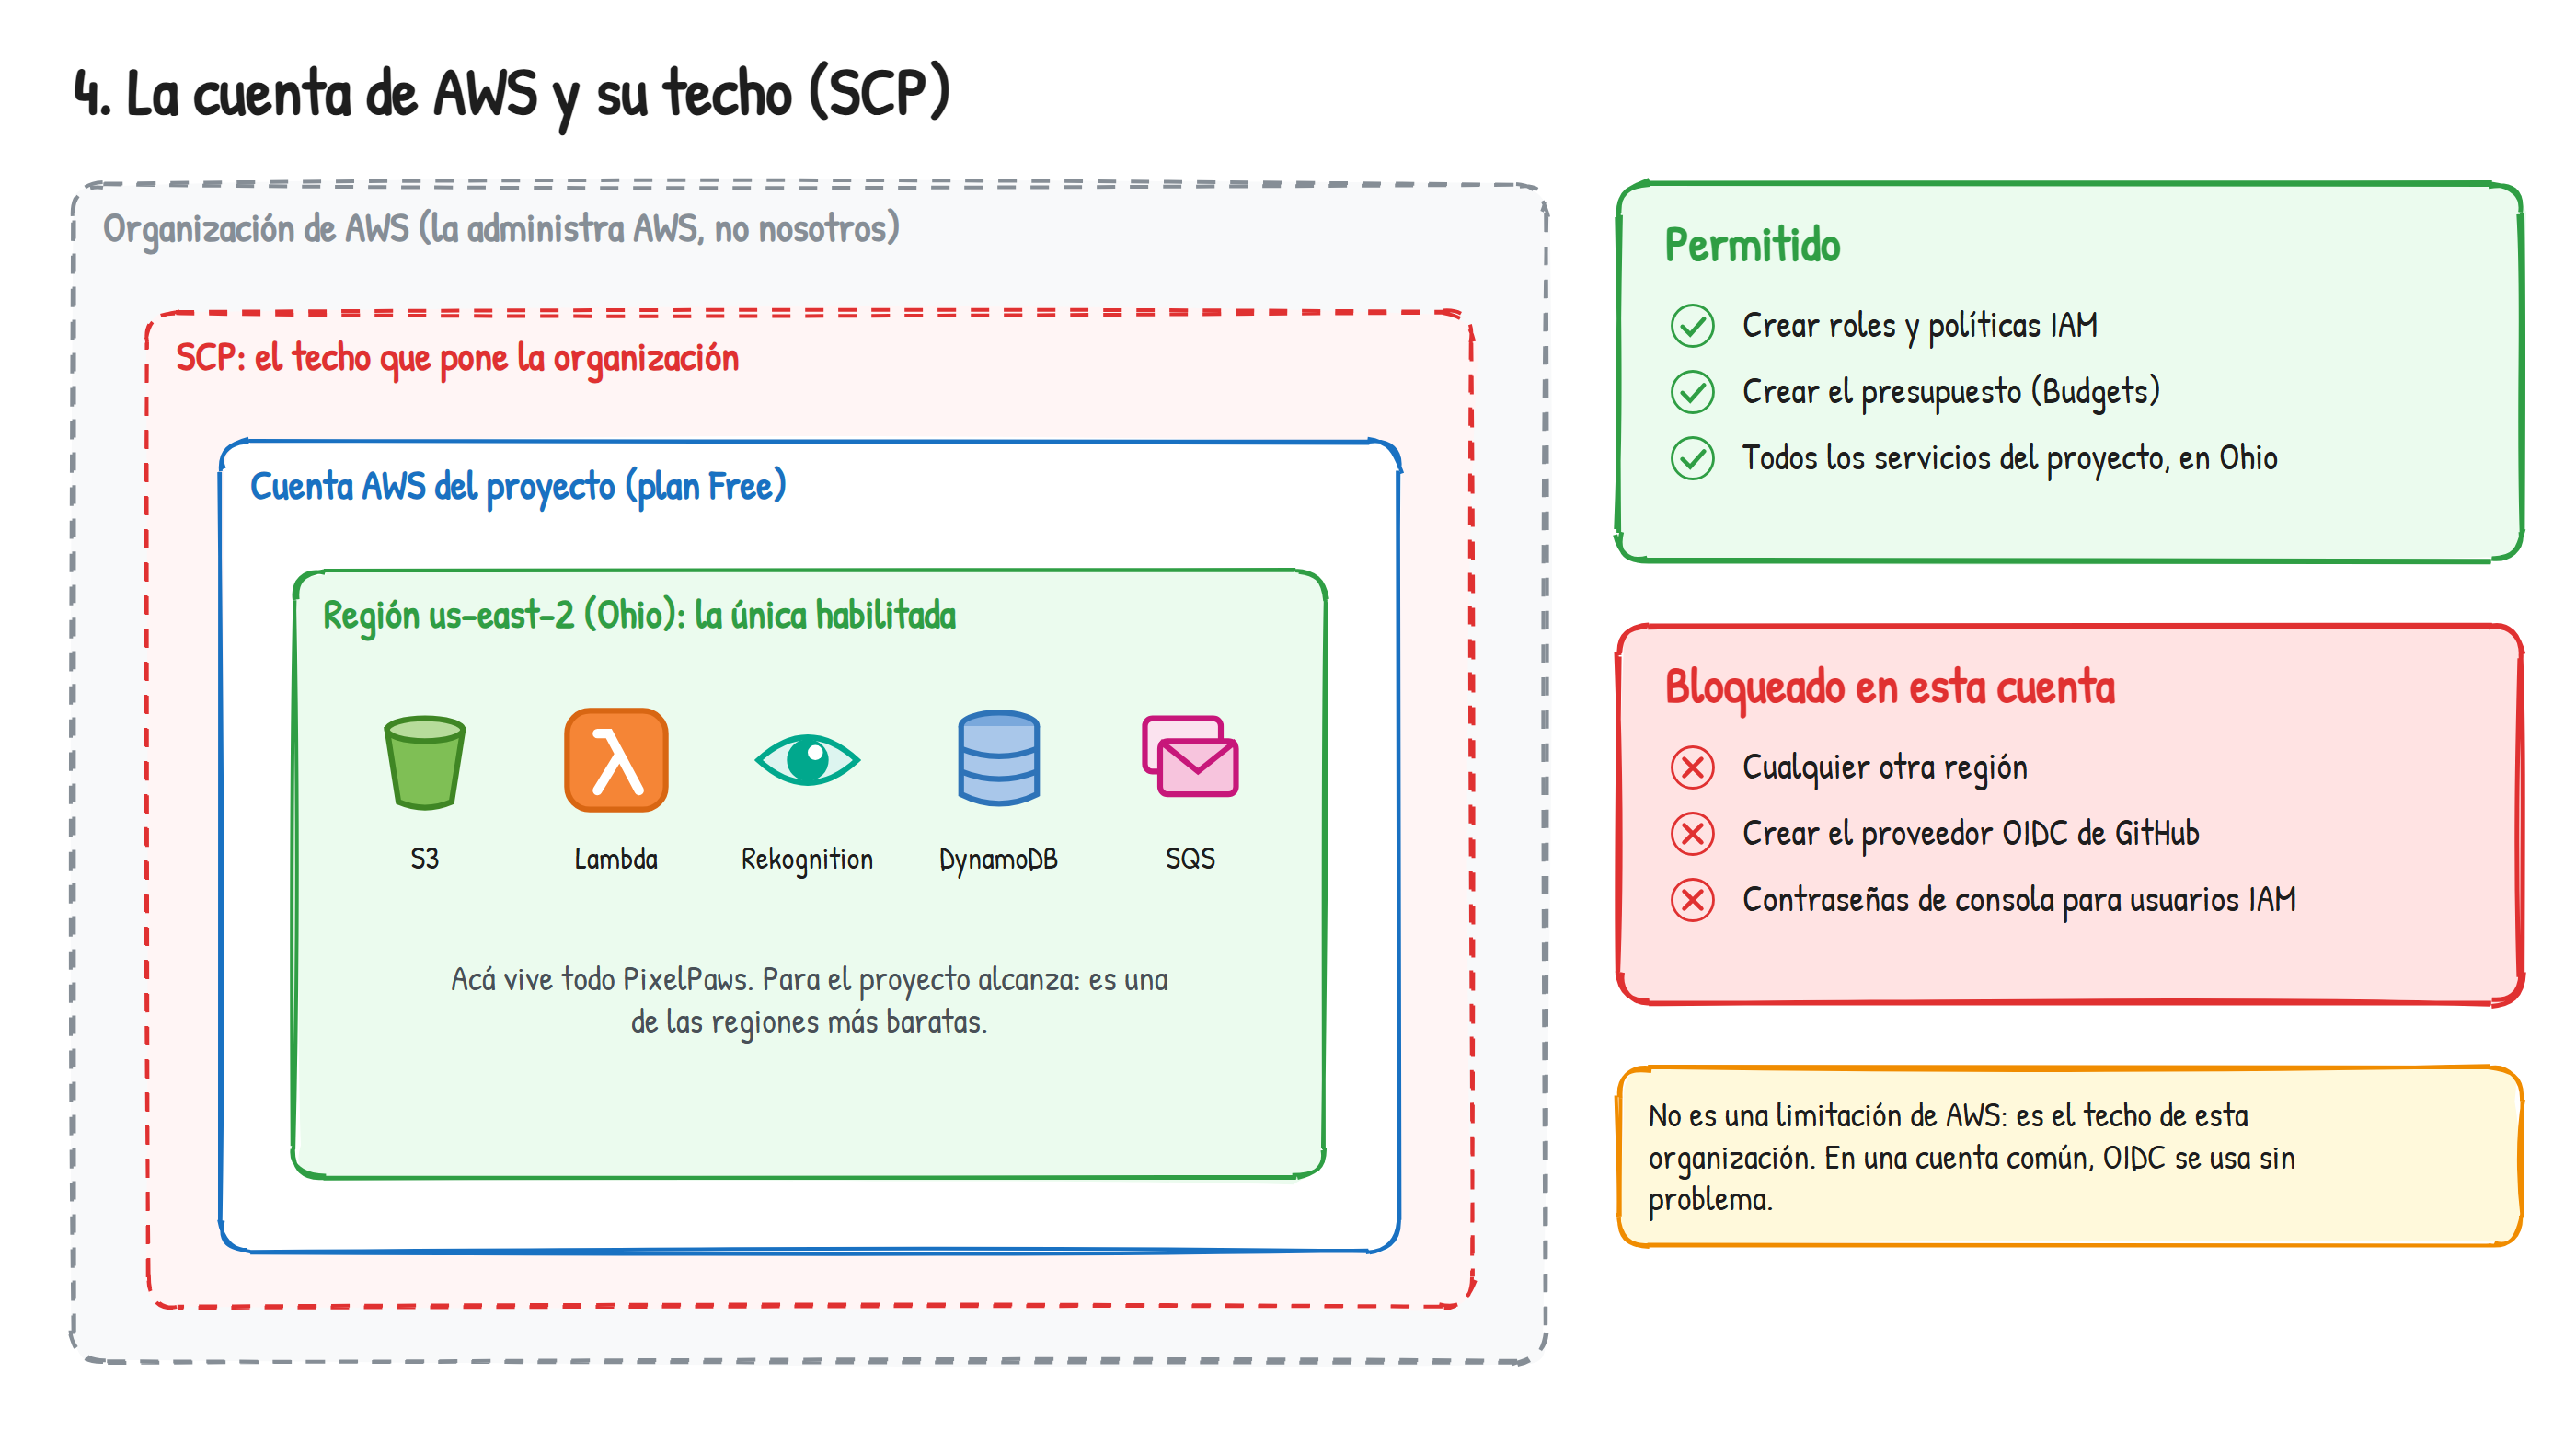 4. La cuenta de AWS y su techo (SCP)
Organización de AWS (la administra AWS, no nosotros)
SCP: el techo que pone la organización
Cuenta AWS del proyecto (plan Free)
Región us-east-2 (Ohio): la única habilitada
S3
Lambda
Rekognition
DynamoDB
SQS
Acá vive todo PixelPaws. Para el proyecto alcanza: es una
de las regiones más baratas.
Permitido
Crear roles y políticas IAM
Crear el presupuesto (Budgets)
Todos los servicios del proyecto, en Ohio
Bloqueado en esta cuenta
Cualquier otra región
Crear el proveedor OIDC de GitHub
Contraseñas de consola para usuarios IAM
No es una limitación de AWS: es el techo de esta
organización. En una cuenta común, OIDC se usa sin
problema.